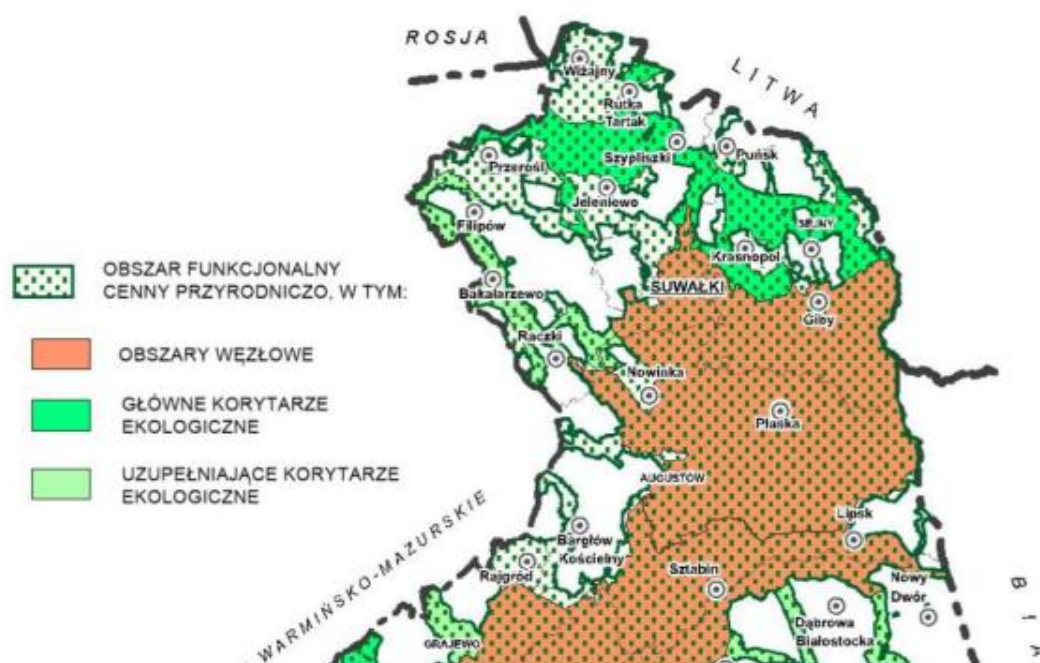 ROSJA
LITWA
Wiżajny
Rutka
Tartak
Szypliszki
Puńsk
Przerośl
Jeleniewo
Filipów
SEJNY
Krasnopol
OBSZAR FUNKCJONALNY
CENNY PRZYRODNICZO, W TYM:
Bakałarzewo
SUWAŁKI
Giby
Raczki
OBSZARY WĘZŁOWE
Nowinka
GŁÓWNE KORYTARZE
EKOLOGICZNE
Płaska
UZUPEŁNIAJĄCE KORYTARZE
EKOLOGICZNE
AUGUSTÓW
Lipsk
WARMIŃSKO-MAZURSKIE
Bargłów
Kościelny
Rajgród
Sztabin
Nowy
Dwór
Dąbrowa
Białostocka
GRAJEWO
BIA